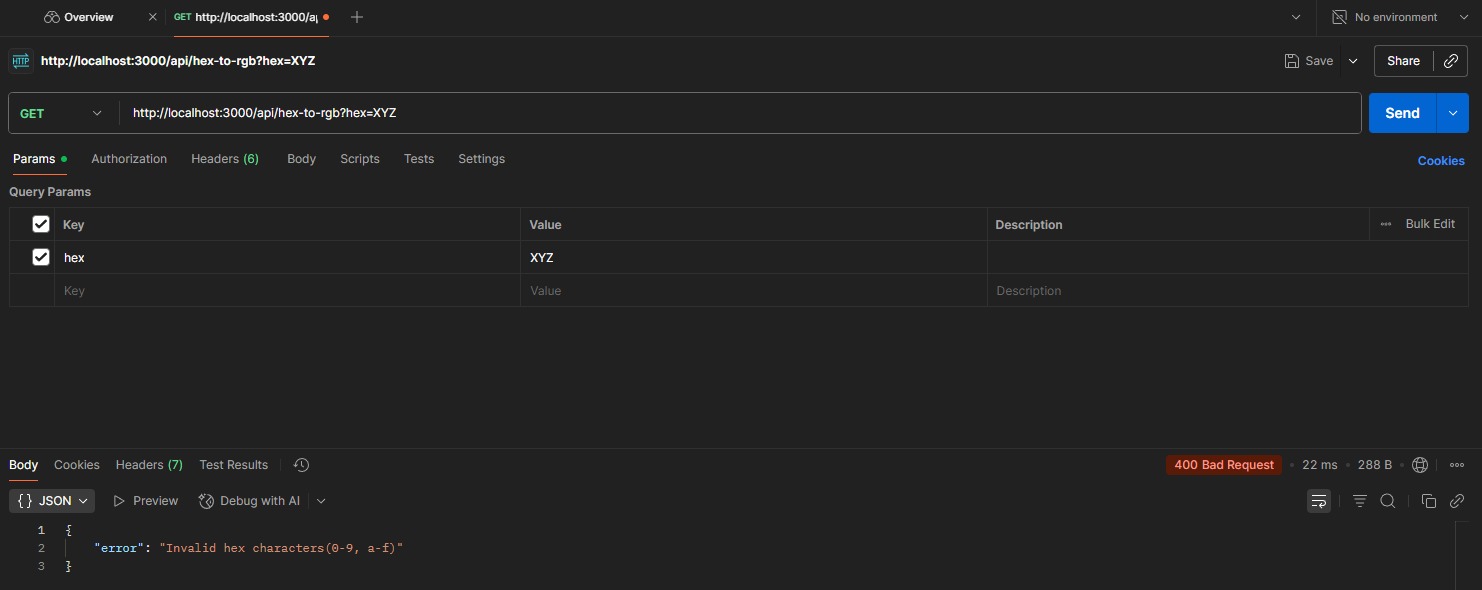 Overview GET http://localhost:3000/a No environment
HTTP http://localhost:3000/api/hex-to-rgb?hex=XYZ Save Share
GET http://localhost:3000/api/hex-to-rgb?hex=XYZ Send
Params Authorization Headers (6) Body Scripts Tests Settings Cookies
Query Params
Key Value Description Bulk Edit
hex XYZ
Key Value Description
Body Cookies Headers (7) Test Results 400 Bad Request 22 ms 288 B
{ } JSON Preview Debug with AI
1 {
2 "error": "Invalid hex characters(0-9, a-f)"
3 }